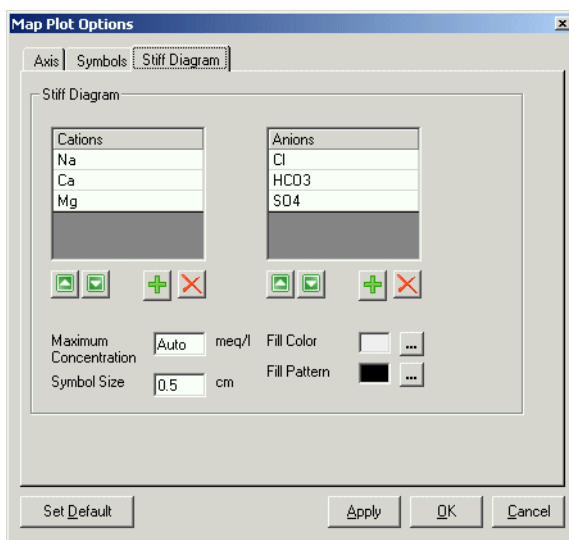 Map Plot Options
Axis Symbols Stiff Diagram
Stiff Diagram
Cations Anions
Na Cl
Ca HCO3
Mg SO4
Maximum Concentration Auto meq/l Fill Color ...
Symbol Size 0.5 cm Fill Pattern ...
Set Default Apply OK Cancel